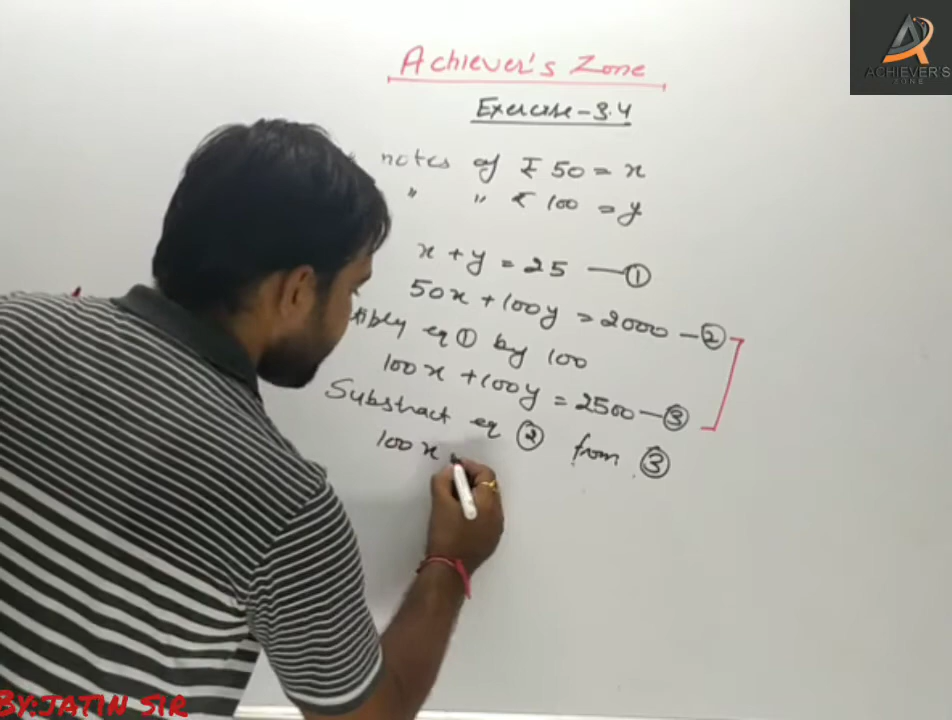 ACHIEVER'S
ZONE
Achiever's Zone
Exercise-3.4
notes of ₹ 50 = x
" " ₹ 100 = y
x + y = 25 — ①
50x + 100y = 2000 — ②
eq ① by 100
100x + 100y = 2500 — ③
Substract eq ② from ③
100x
BY:JATIN SIR